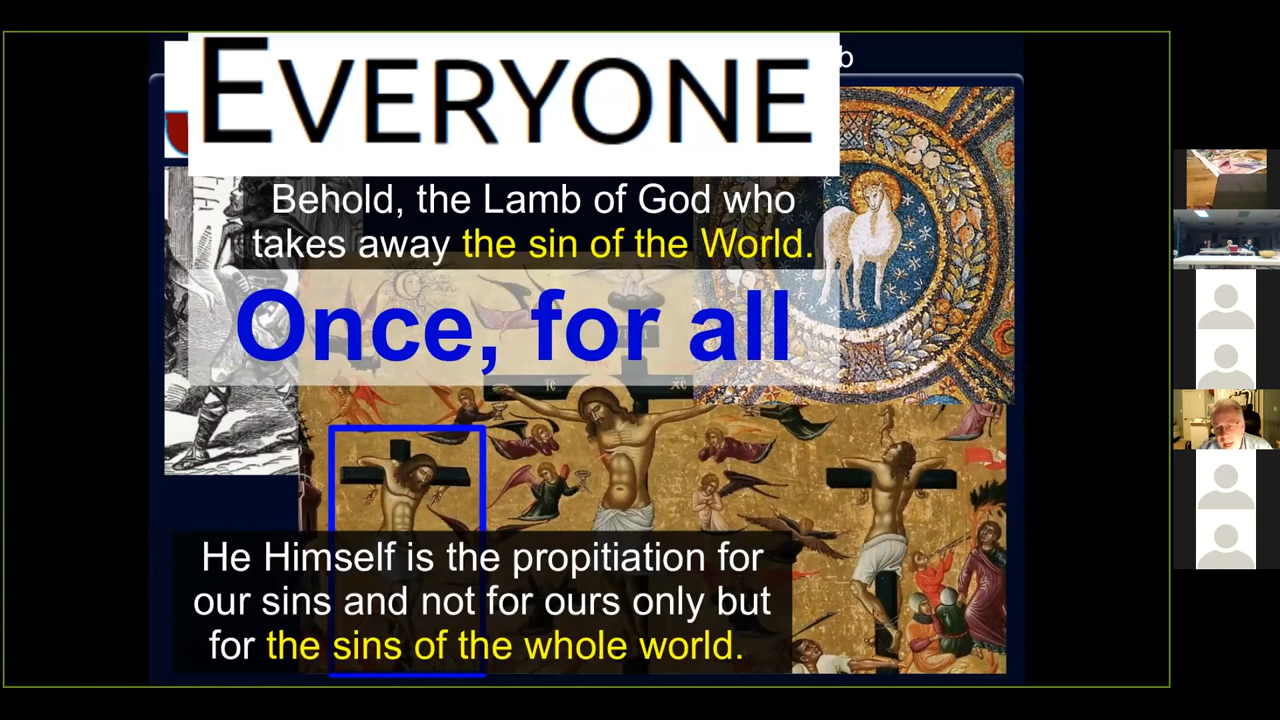 EVERYONE
b
Behold, the Lamb of God who
takes away the sin of the World.
Once, for all
He Himself is the propitiation for
our sins and not for ours only but
for the sins of the whole world.